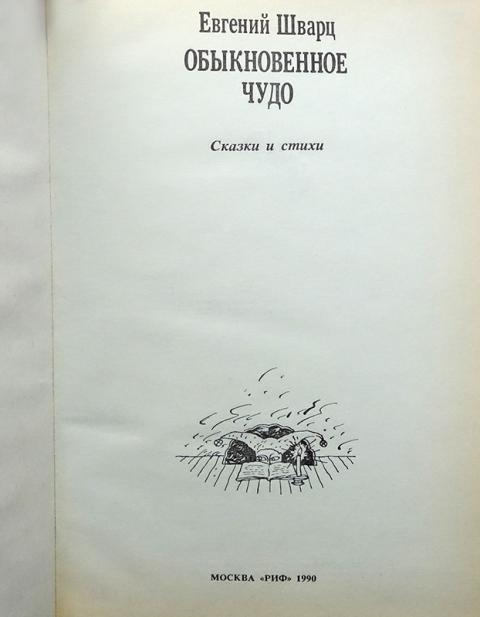 Евгений Шварц
ОБЫКНОВЕННОЕ
ЧУДО
Сказки и стихи
МОСКВА «РИФ» 1990